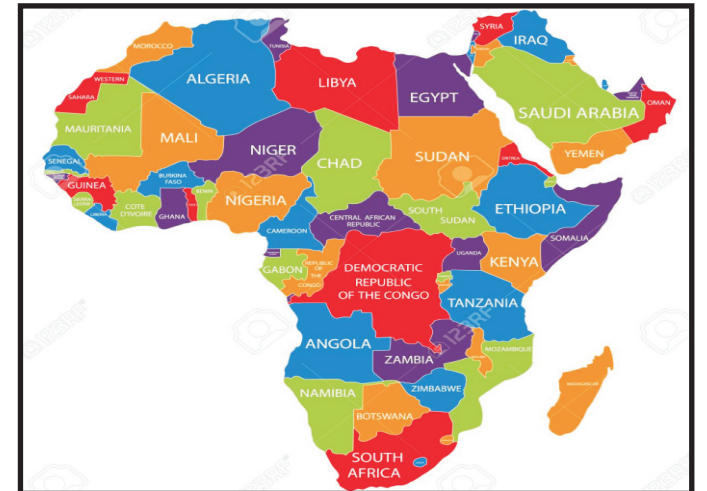 SYRIA
IRAQ
MOROCCO
TUNISIA
ALGERIA
LIBYA
EGYPT
WESTERN
SAHARA
SAUDI ARABIA
OMAN
MAURITANIA
MALI
NIGER
CHAD
SUDAN
ERITREA
YEMEN
SENEGAL
GUINEA
BURKINA
FASO
BENIN
NIGERIA
SIERRA
LEONE
LIBERIA
COTE
D'IVOIRE
GHANA
CENTRAL AFRICAN
REPUBLIC
SOUTH
SUDAN
ETHIOPIA
SOMALIA
CAMEROON
GABON
REPUBLIC
OF
THE
CONGO
DEMOCRATIC
REPUBLIC
OF THE CONGO
UGANDA
KENYA
TANZANIA
ANGOLA
ZAMBIA
MOZAMBIQUE
MADAGASCAR
NAMIBIA
ZIMBABWE
BOTSWANA
SOUTH
AFRICA
123RF